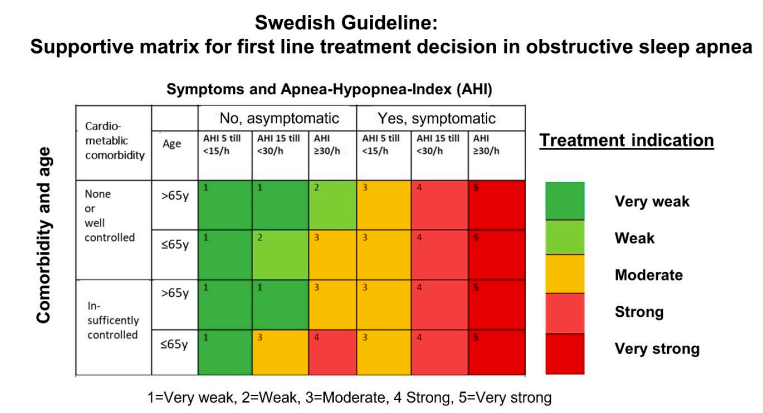 Swedish Guideline:
Supportive matrix for first line treatment decision in obstructive sleep apnea
Symptoms and Apnea-Hypopnea-Index (AHI)
Comorbidity and age
Cardio-
metablic
comorbidity
Age
No, asymptomatic
Yes, symptomatic
AHI 5 till
<15/h
AHI 15 till
<30/h
AHI
≥30/h
AHI 5 till
<15/h
AHI 15 till
<30/h
AHI
≥30/h
None
or
well
controlled
>65y
1 1 2 3 4 5
≤65y
1 2 3 3 4 5
In-
sufficently
controlled
>65y
1 1 3 3 4 5
≤65y
1 3 4 3 4 5
Treatment indication
Very weak
Weak
Moderate
Strong
Very strong
1=Very weak, 2=Weak, 3=Moderate, 4 Strong, 5=Very strong